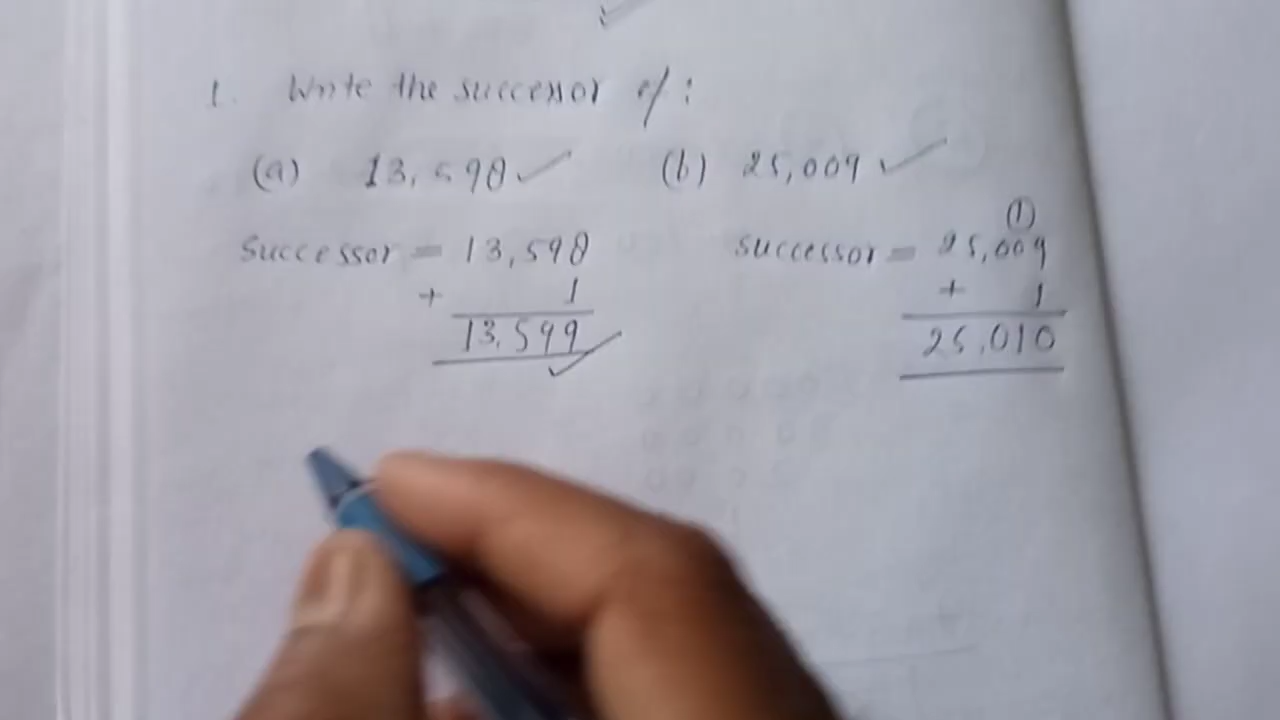 1. Write the successor of :
(a) 13,598 ✓ (b) 25,009 ✓
Successor = 13,598 successor = 25,009
+ 1 + 1
13,599 25,010
①